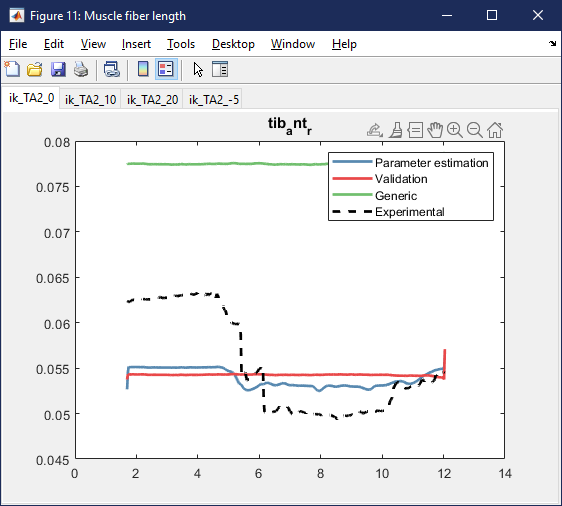 Figure 11: Muscle fiber length
File Edit View Insert Tools Desktop Window Help
ik_TA2_0 ik_TA2_10 ik_TA2_20 ik_TA2_-5
tib_ant_r
0.08
0.075
0.07
0.065
0.06
0.055
0.05
0.045
Parameter estimation
Validation
Generic
Experimental
0 2 4 6 8 10 12 14